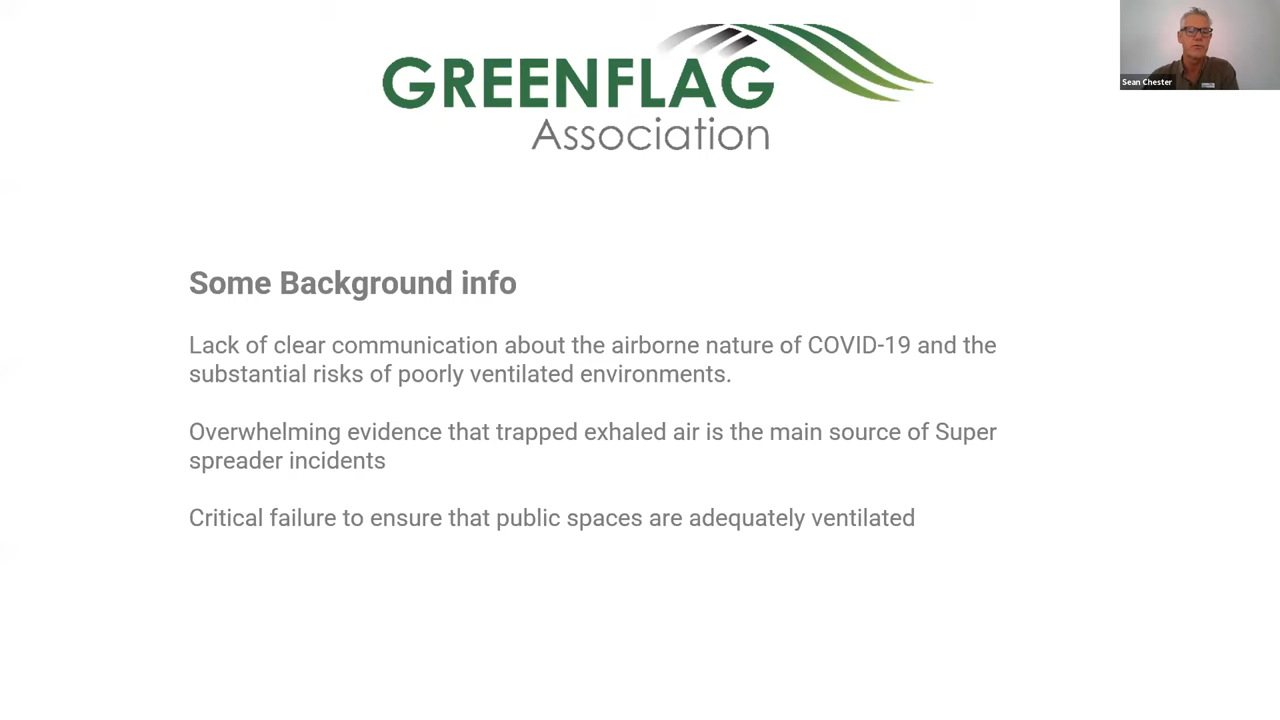 GREENFLAG
Association
Sean Chester
Some Background info
Lack of clear communication about the airborne nature of COVID-19 and the
substantial risks of poorly ventilated environments.
Overwhelming evidence that trapped exhaled air is the main source of Super
spreader incidents
Critical failure to ensure that public spaces are adequately ventilated